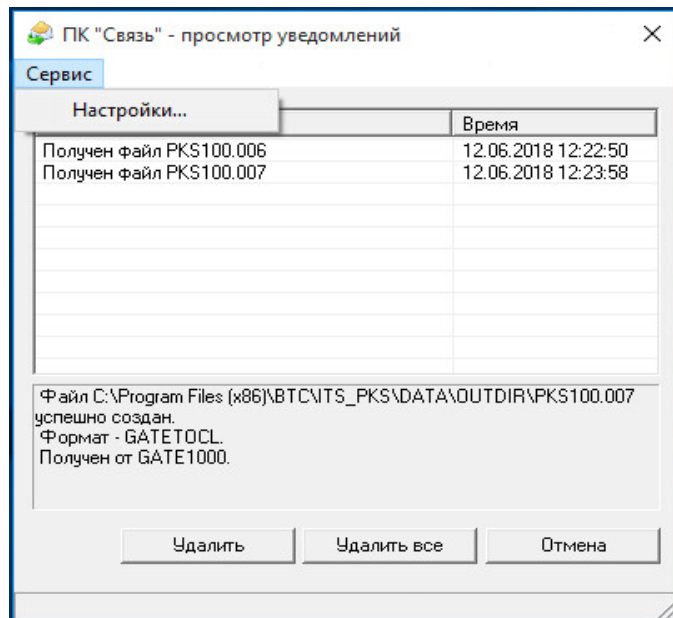 ПК "Связь" - просмотр уведомлений
Сервис
Настройки...
Время
Получен файл PKS100.006 12.06.2018 12:22:50
Получен файл PKS100.007 12.06.2018 12:23:58
Файл C:\Program Files (x86)\BTC\ITS_PKS\DATA\OUTDIR\PKS100.007
успешно создан.
Формат - GATETOCL.
Получен от GATE1000.
Удалить Удалить все Отмена